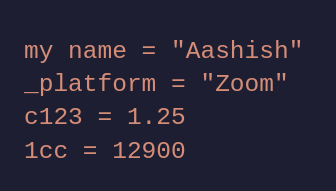 my name = "Aashish"
_platform = "Zoom"
c123 = 1.25
1cc = 12900